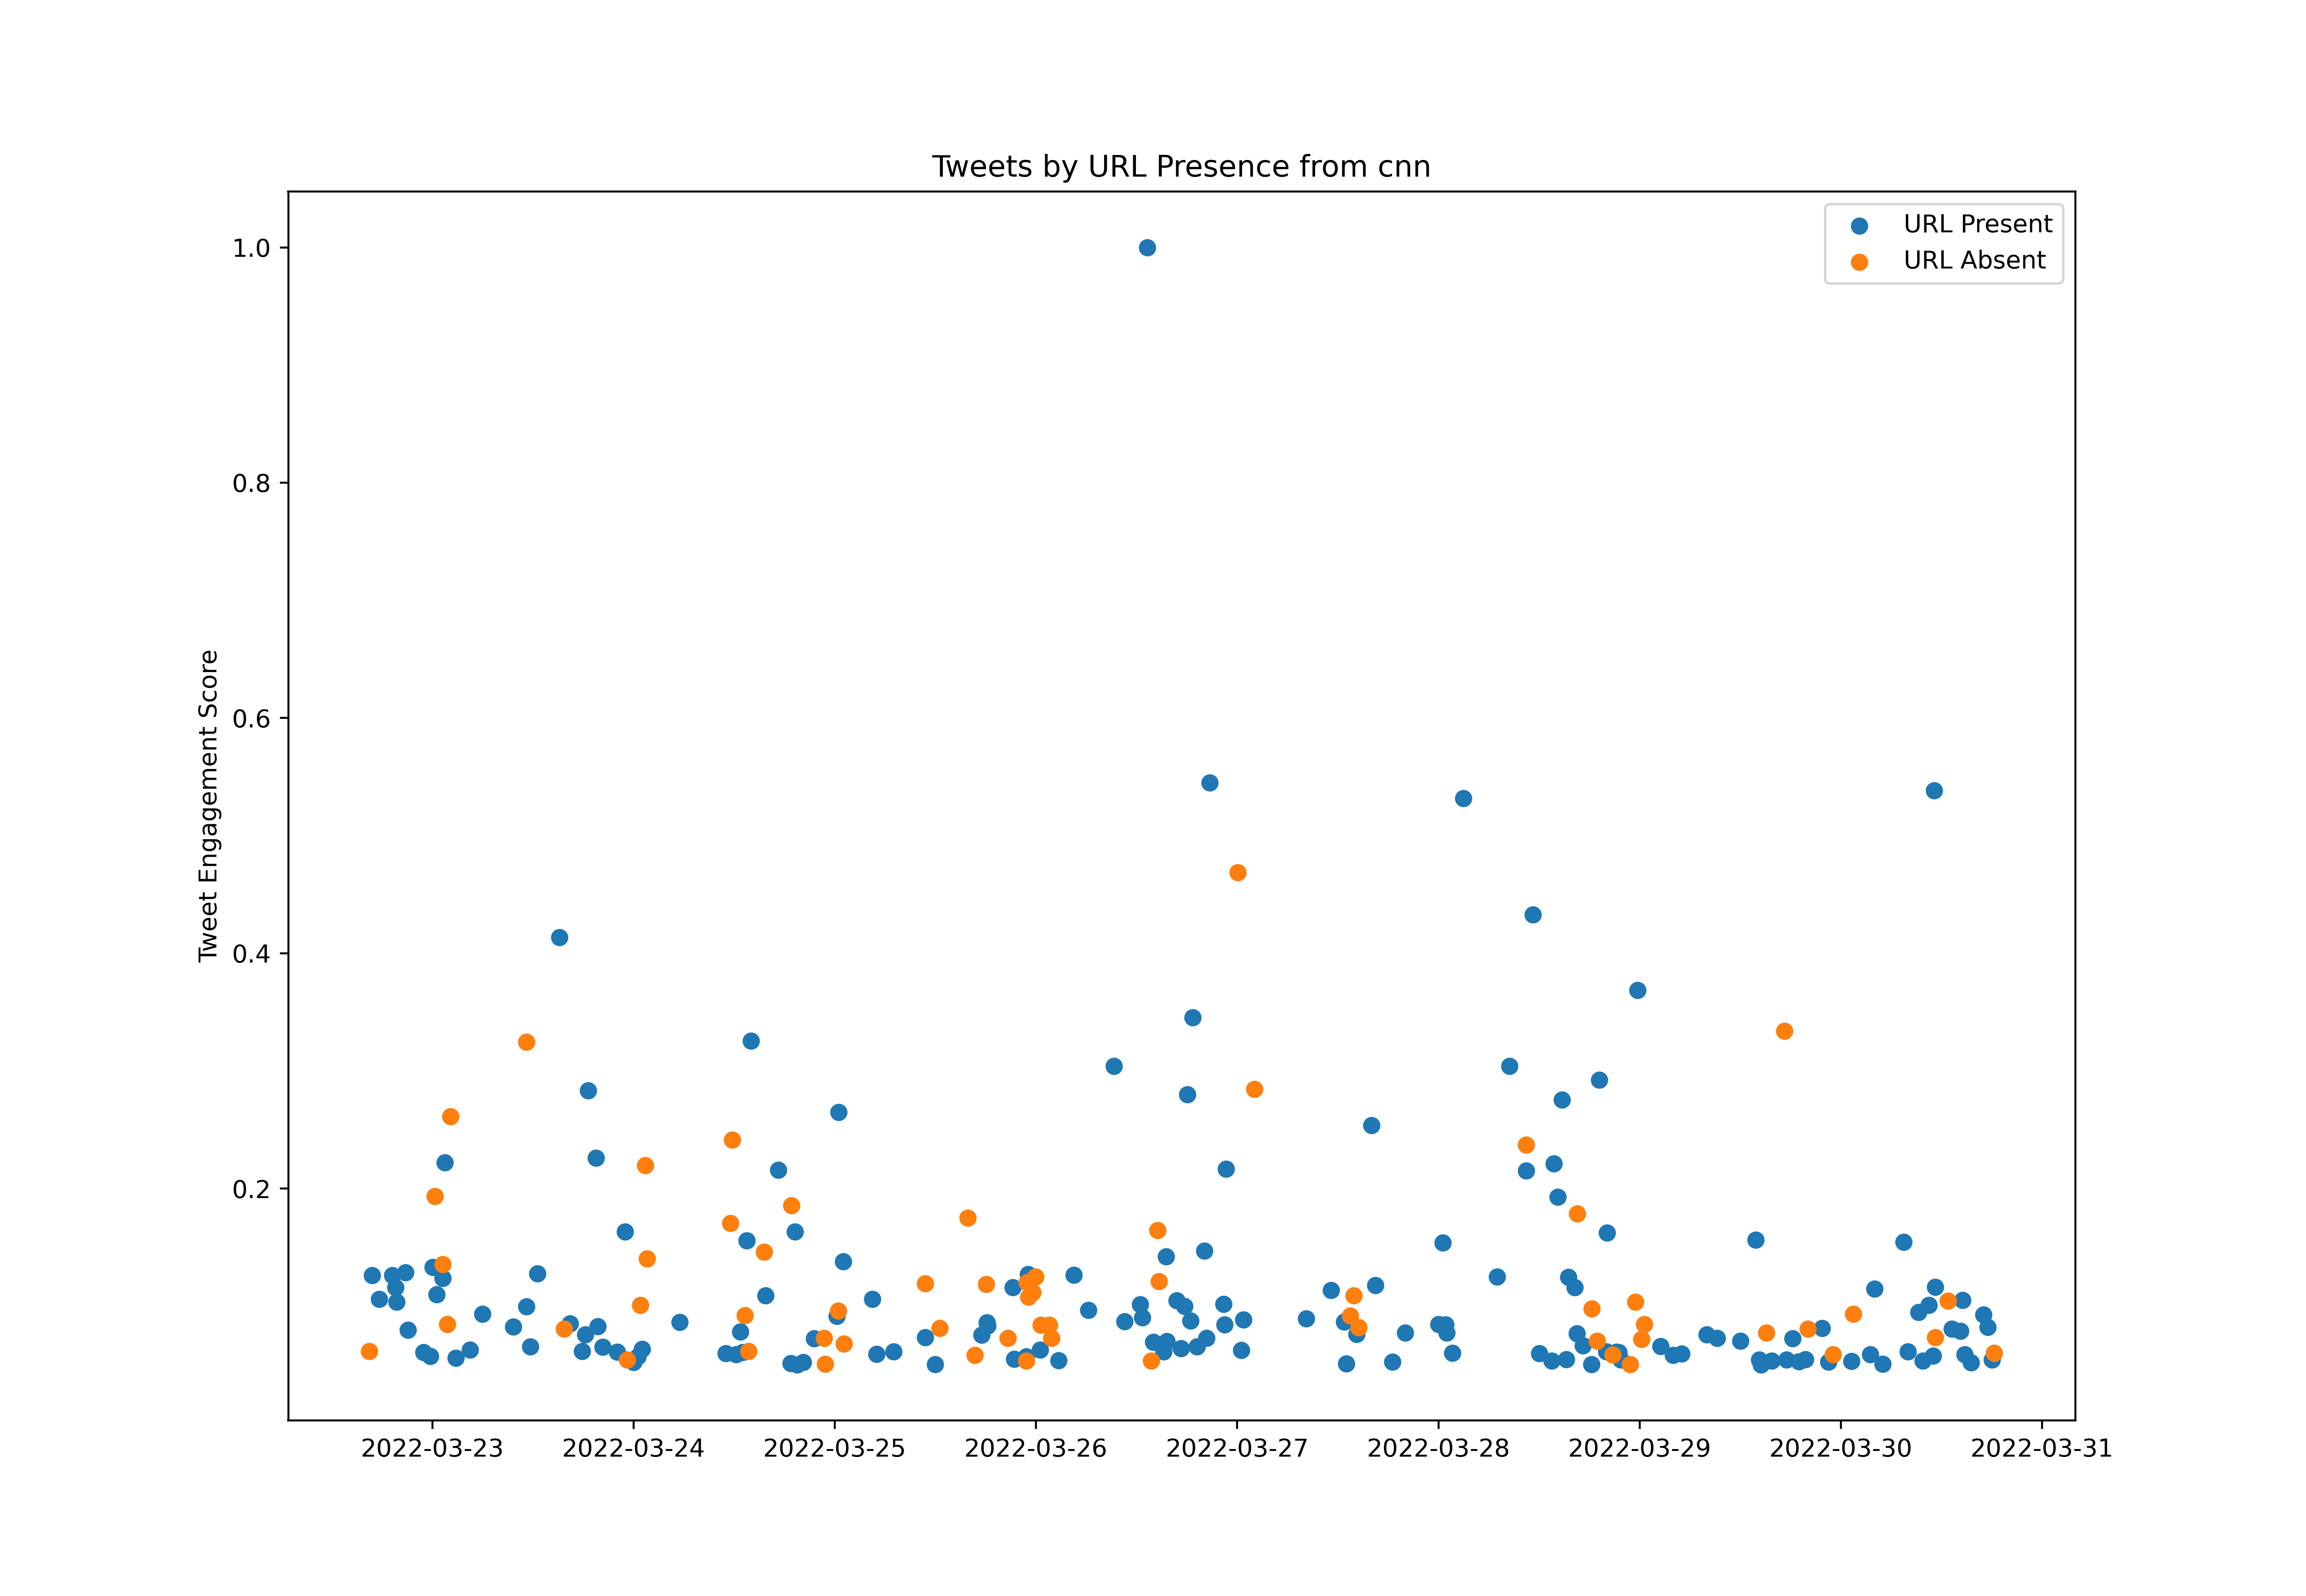 Tweets by URL Presence from cnn
URL Present
URL Absent
Tweet Engagement Score
1.0
0.8
0.6
0.4
0.2
2022-03-23 2022-03-24 2022-03-25 2022-03-26 2022-03-27 2022-03-28 2022-03-29 2022-03-30 2022-03-31